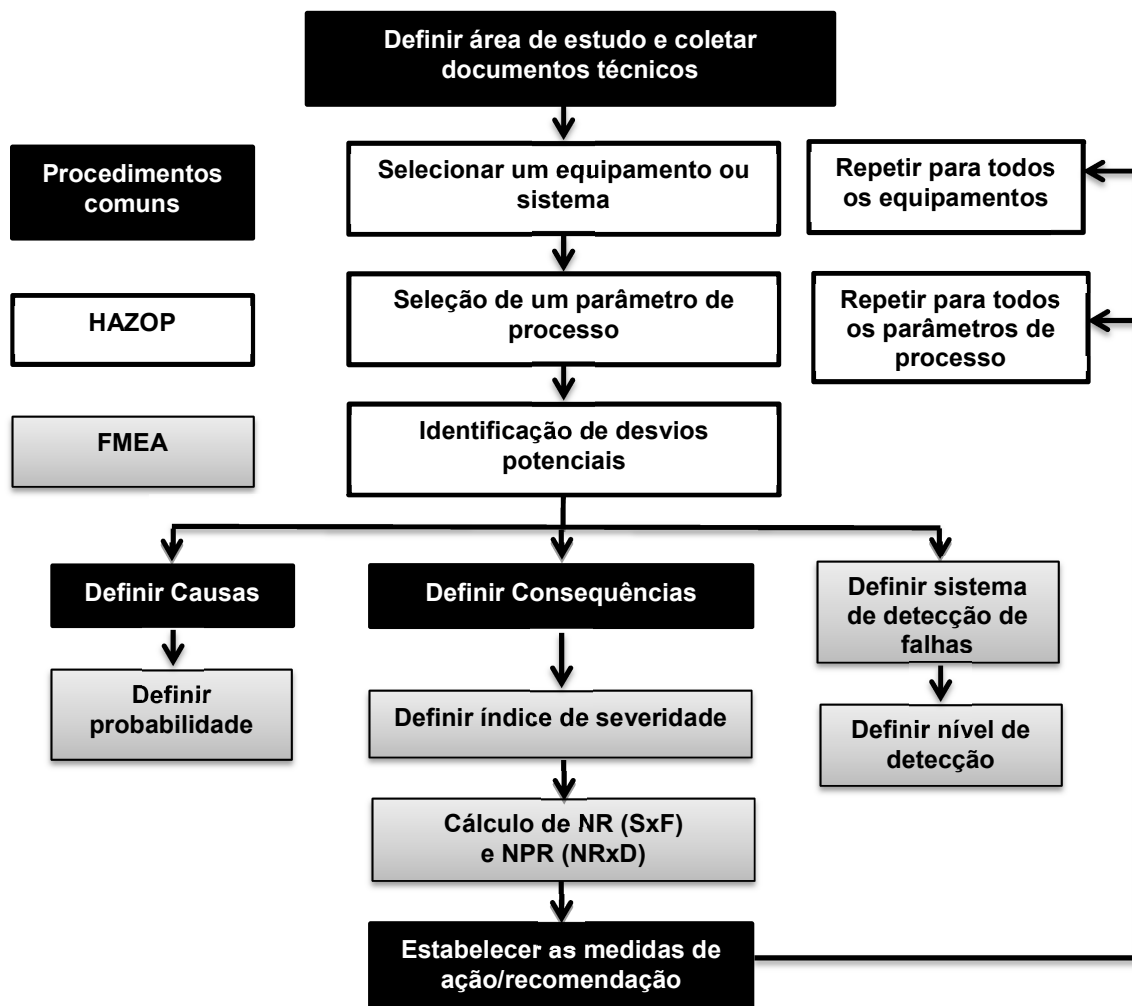 Definir área de estudo e coletar
documentos técnicos
Procedimentos
comuns
Selecionar um equipamento ou
sistema
Repetir para todos
os equipamentos
HAZOP
Seleção de um parâmetro de
processo
Repetir para todos
os parâmetros de
processo
FMEA
Identificação de desvios
potenciais
Definir Causas
Definir Consequências
Definir sistema
de detecção de
falhas
Definir
probabilidade
Definir índice de severidade
Definir nível de
detecção
Cálculo de NR (SxF)
e NPR (NRxD)
Estabelecer as medidas de
ação/recomendação